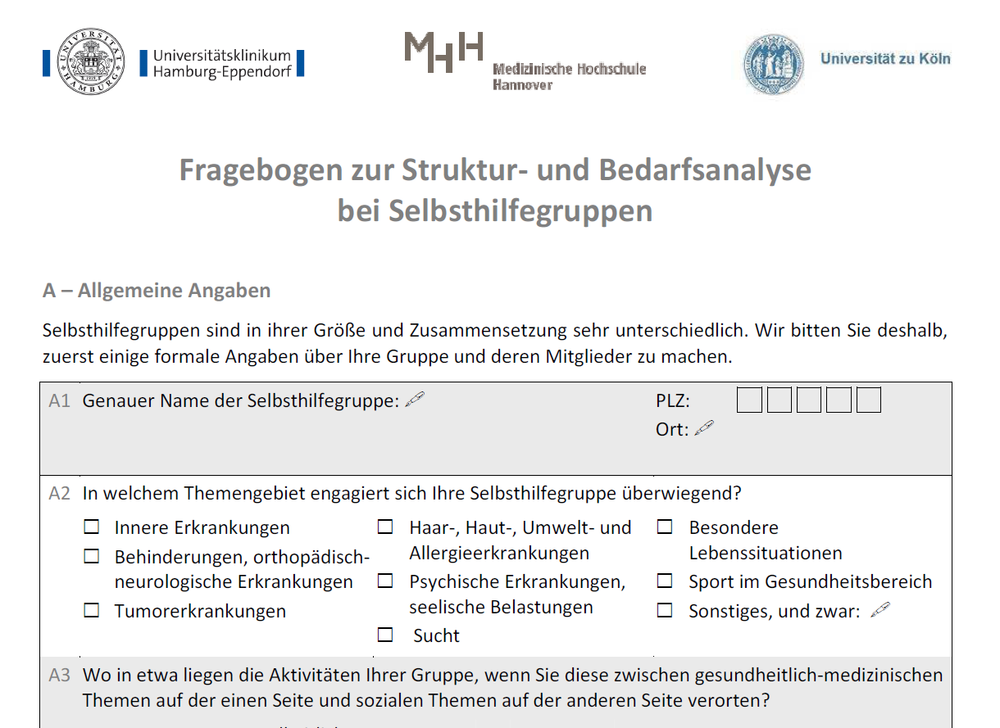 UNIVERSITÄT HAMBURG
1919
Universitätsklinikum
Hamburg-Eppendorf
MHH
Medizinische Hochschule
Hannover
Universität zu Köln
Fragebogen zur Struktur- und Bedarfsanalyse
bei Selbsthilfegruppen
A – Allgemeine Angaben
Selbsthilfegruppen sind in ihrer Größe und Zusammensetzung sehr unterschiedlich. Wir bitten Sie deshalb,
zuerst einige formale Angaben über Ihre Gruppe und deren Mitglieder zu machen.
A1 Genauer Name der Selbsthilfegruppe:
PLZ:
Ort:
A2 In welchem Themengebiet engagiert sich Ihre Selbsthilfegruppe überwiegend?
Innere Erkrankungen
Behinderungen, orthopädisch-
neurologische Erkrankungen
Tumorerkrankungen
Haar-, Haut-, Umwelt- und
Allergieerkrankungen
Psychische Erkrankungen,
seelische Belastungen
Sucht
Besondere
Lebenssituationen
Sport im Gesundheitsbereich
Sonstiges, und zwar:
A3 Wo in etwa liegen die Aktivitäten Ihrer Gruppe, wenn Sie diese zwischen gesundheitlich-medizinischen
Themen auf der einen Seite und sozialen Themen auf der anderen Seite verorten?